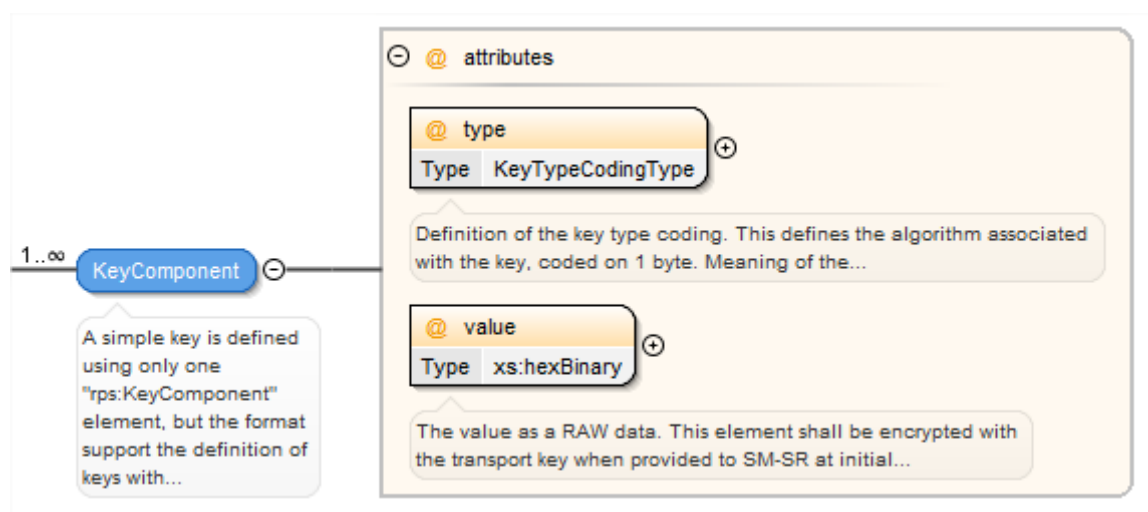 @ attributes
@ type
Type KeyTypeCodingType
Definition of the key type coding. This defines the algorithm associated
with the key, coded on 1 byte. Meaning of the...
1..∞
KeyComponent
A simple key is defined
using only one
"rps:KeyComponent"
element, but the format
support the definition of
keys with...
@ value
Type xs:hexBinary
The value as a RAW data. This element shall be encrypted with
the transport key when provided to SM-SR at initial...